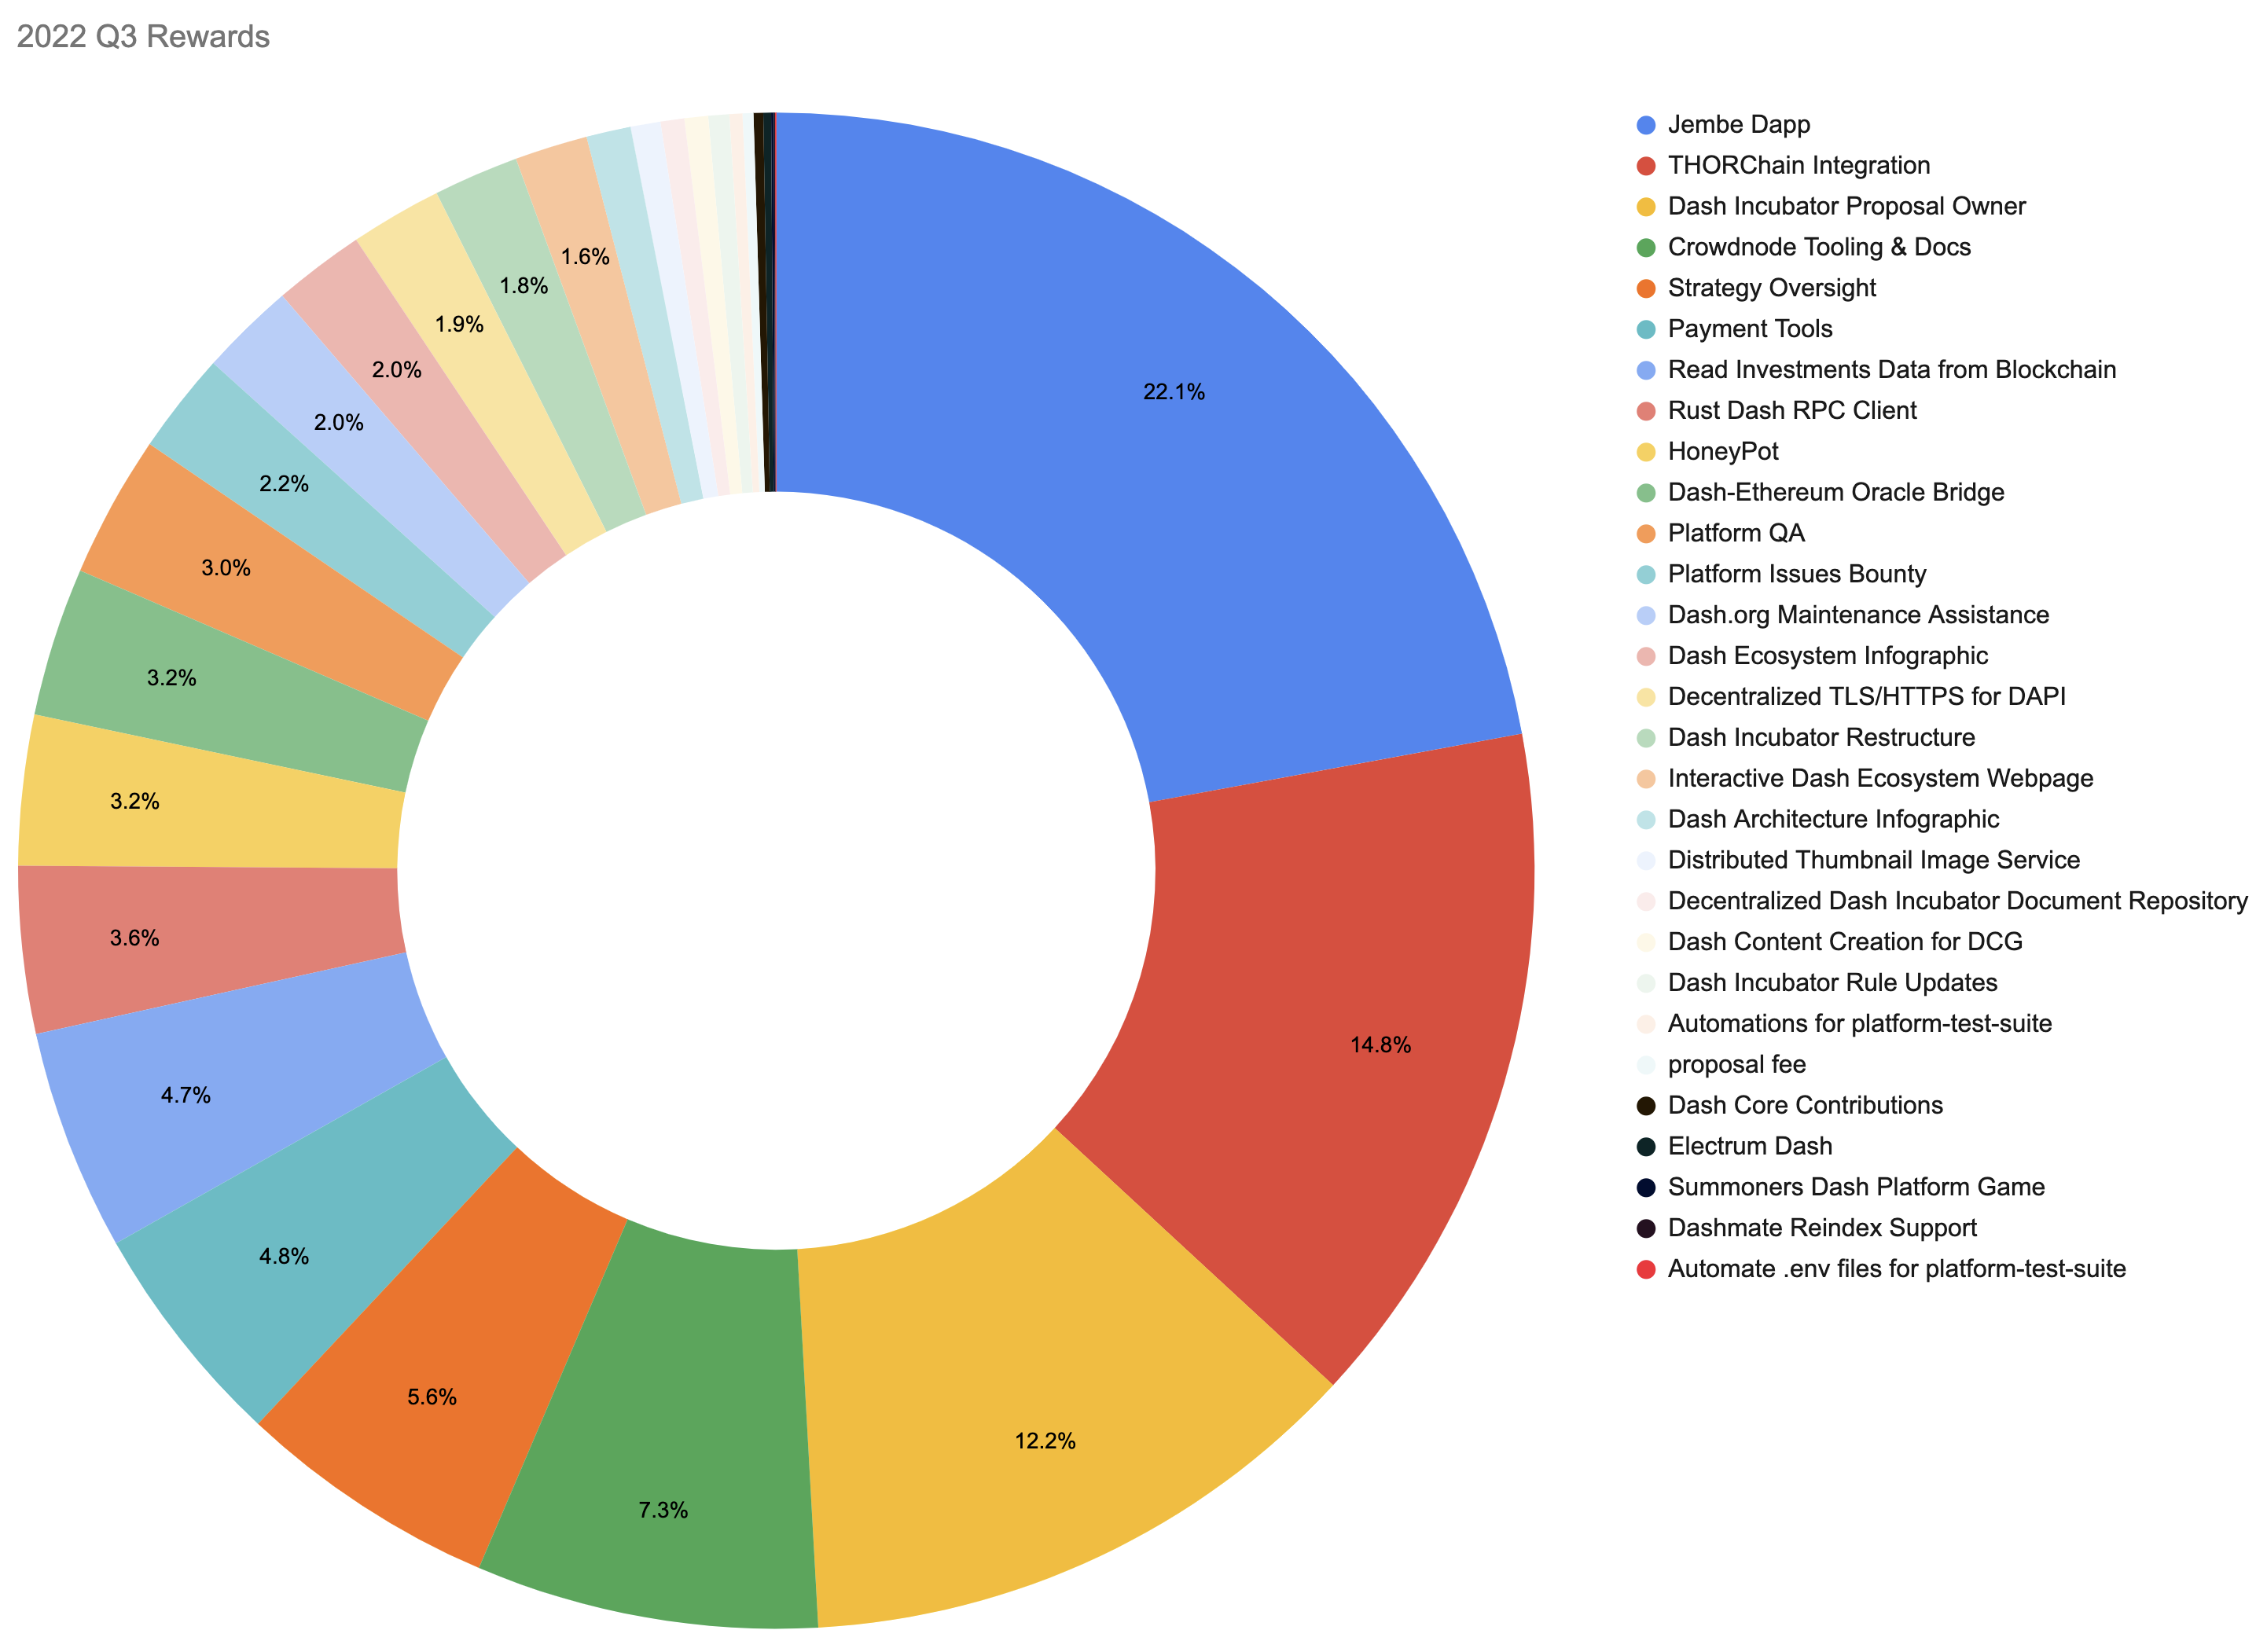 2022 Q3 Rewards
22.1%
14.8%
12.2%
7.3%
5.6%
4.8%
4.7%
3.6%
3.2%
3.2%
3.0%
2.2%
2.0%
2.0%
1.9%
1.8%
1.6%
Jembe Dapp
THORChain Integration
Dash Incubator Proposal Owner
Crowdnode Tooling & Docs
Strategy Oversight
Payment Tools
Read Investments Data from Blockchain
Rust Dash RPC Client
HoneyPot
Dash-Ethereum Oracle Bridge
Platform QA
Platform Issues Bounty
Dash.org Maintenance Assistance
Dash Ecosystem Infographic
Decentralized TLS/HTTPS for DAPI
Dash Incubator Restructure
Interactive Dash Ecosystem Webpage
Dash Architecture Infographic
Distributed Thumbnail Image Service
Decentralized Dash Incubator Document Repository
Dash Content Creation for DCG
Dash Incubator Rule Updates
Automations for platform-test-suite
proposal fee
Dash Core Contributions
Electrum Dash
Summoners Dash Platform Game
Dashmate Reindex Support
Automate .env files for platform-test-suite